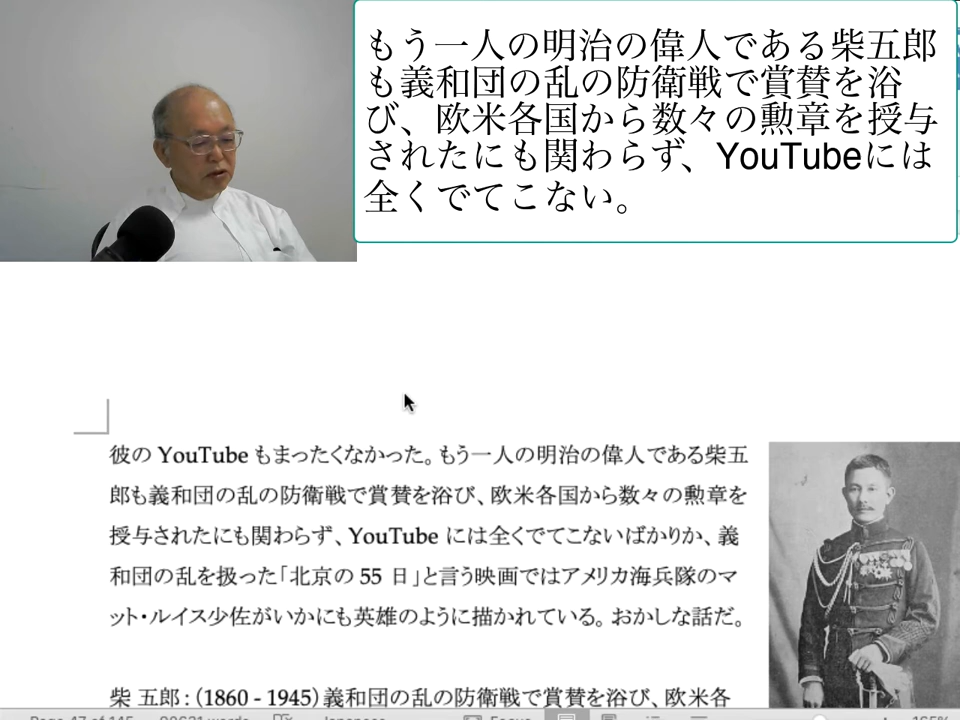 もう一人の明治の偉人である柴五郎
も義和団の乱の防衛戦で賞賛を浴
び、欧米各国から数々の勲章を授与
されたにも関わらず、YouTubeには
全くでてこない。
彼の YouTube もまったくなかった。もう一人の明治の偉人である柴五
郎も義和団の乱の防衛戦で賞賛を浴び、欧米各国から数々の勲章を
授与されたにも関わらず、YouTube には全くでてこないばかりか、義
和団の乱を扱った「北京の 55 日」と言う映画ではアメリカ海兵隊のマ
ット・ルイス少佐がいかにも英雄のように描かれている。おかしな話だ。
柴 五郎：（1860 - 1945）義和団の乱の防衛戦で賞賛を浴び、欧米各